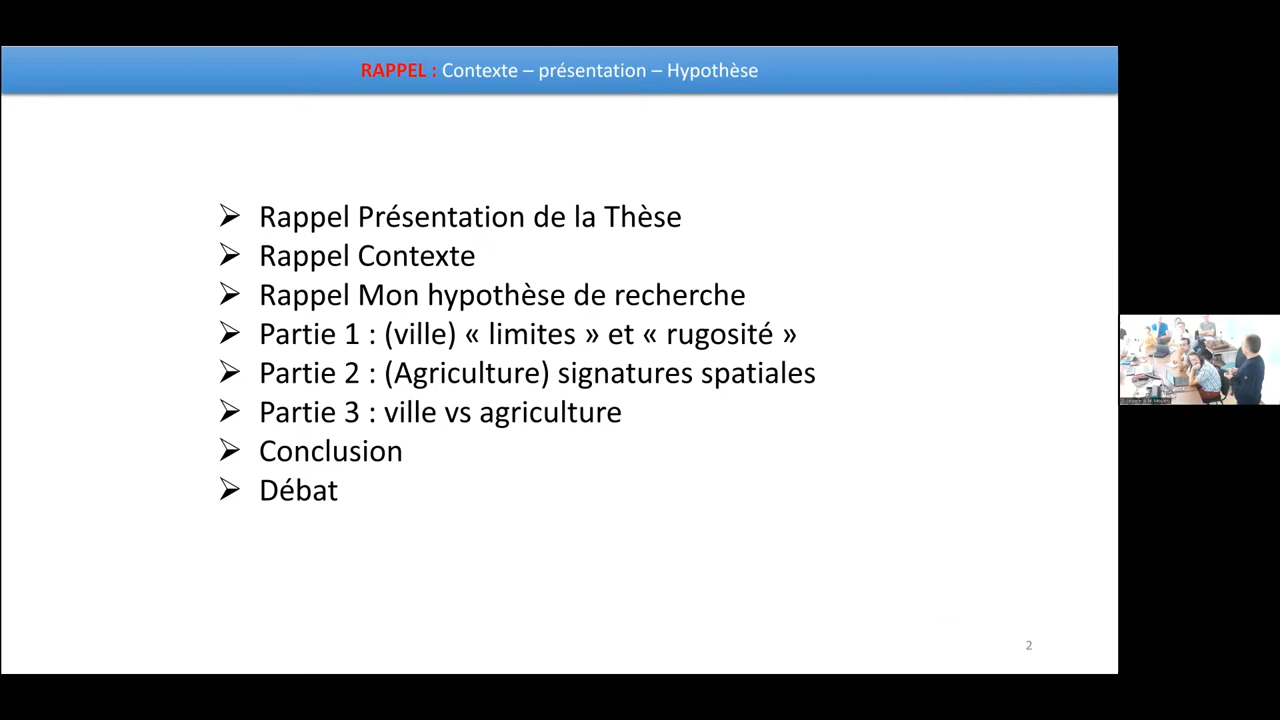 RAPPEL : Contexte – présentation – Hypothèse
Rappel Présentation de la Thèse
Rappel Contexte
Rappel Mon hypothèse de recherche
Partie 1 : (ville) « limites » et « rugosité »
Partie 2 : (Agriculture) signatures spatiales
Partie 3 : ville vs agriculture
Conclusion
Débat
2